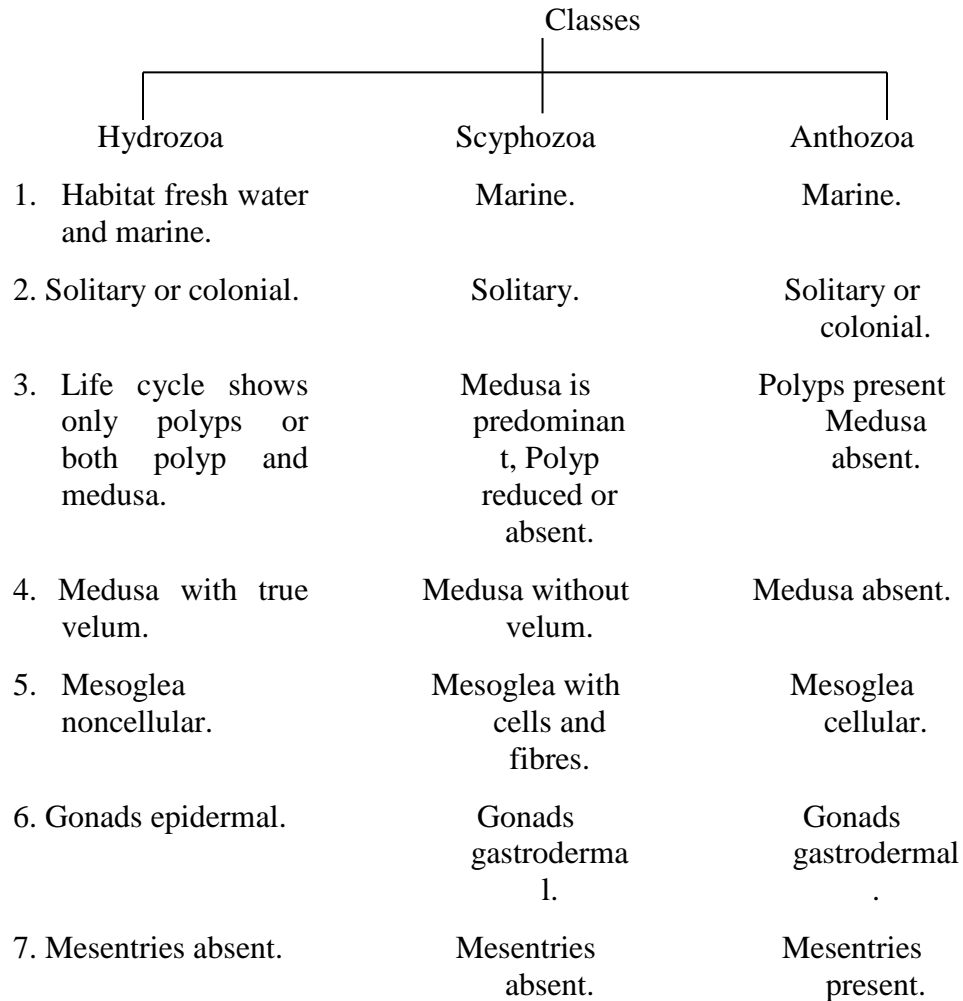 Classes
Hydrozoa Scyphozoa Anthozoa
1. Habitat fresh water Marine. Marine.
and marine.
2. Solitary or colonial. Solitary. Solitary or
colonial.
3. Life cycle shows Medusa is Polyps present
only polyps or predominan Medusa
both polyp and t, Polyp absent.
medusa. reduced or
absent.
4. Medusa with true Medusa without Medusa absent.
velum. velum.
5. Mesoglea Mesoglea with Mesoglea
noncellular. cells and cellular.
fibres.
6. Gonads epidermal. Gonads Gonads
gastroderma gastrodermal
l. .
7. Mesentries absent. Mesentries Mesentries
absent. present.